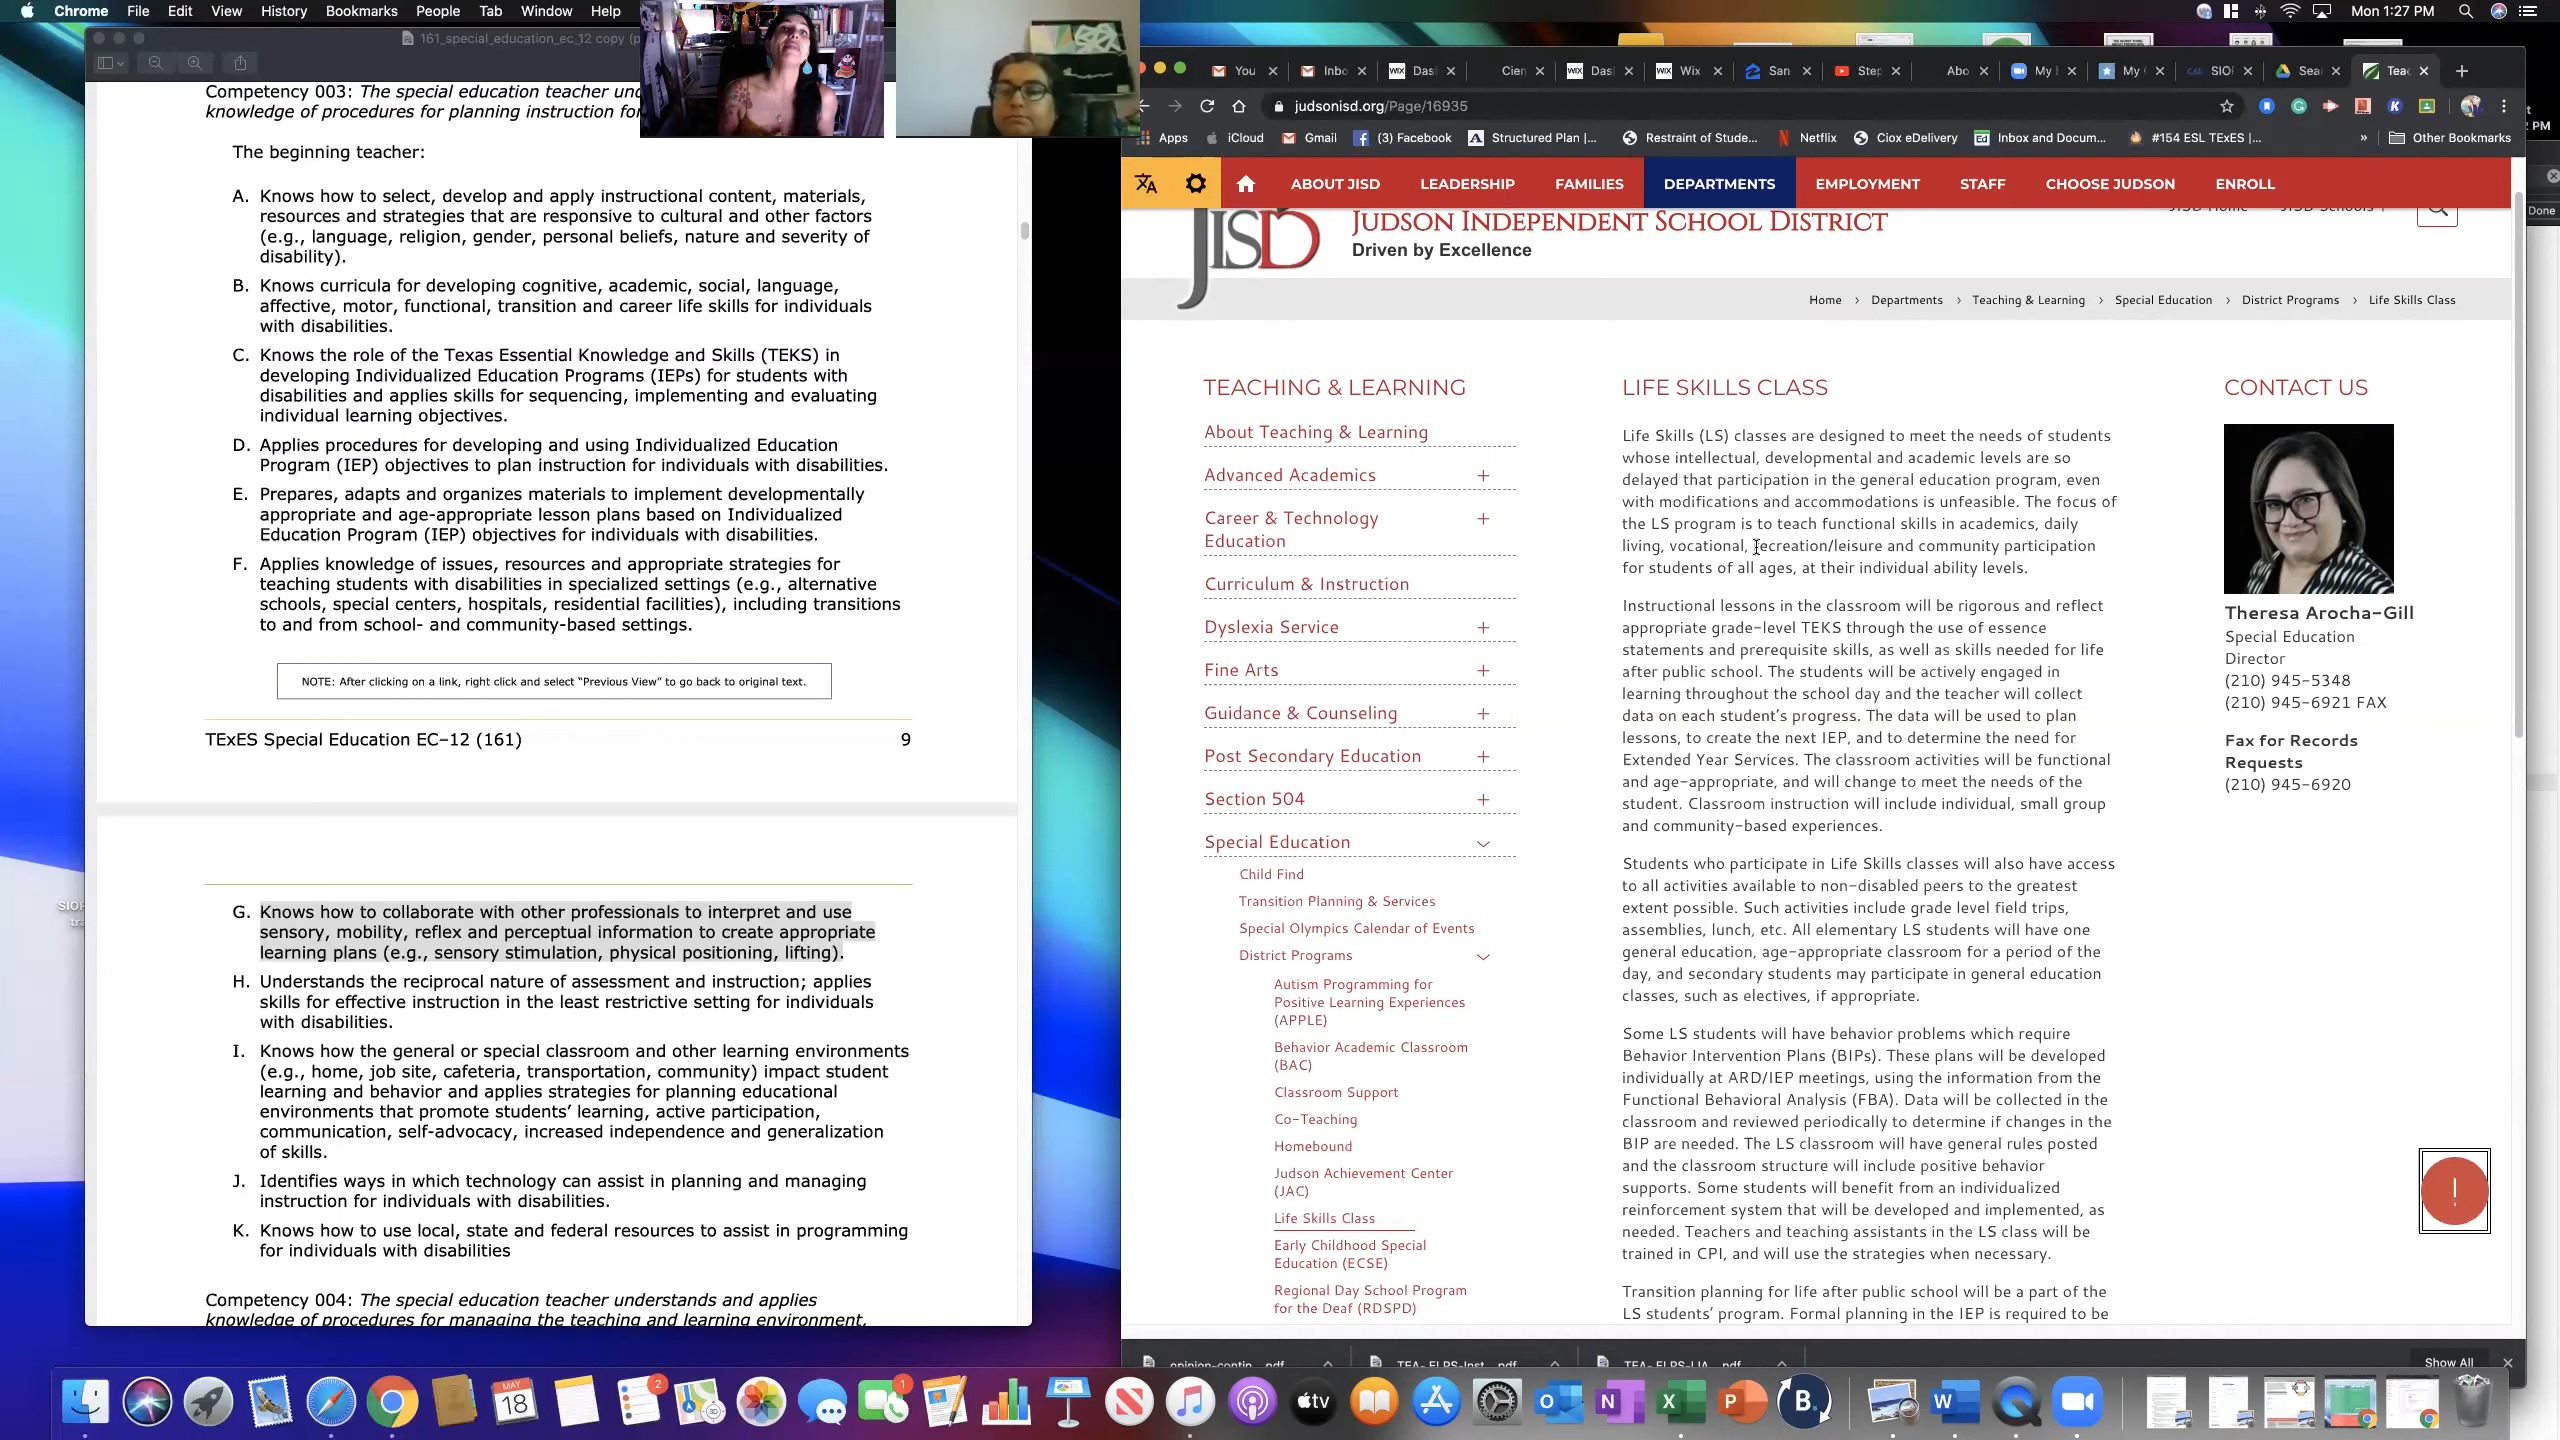 Chrome File Edit View History Bookmarks People Tab Window Help
Mon 1:27 PM
161_special_education_ec_12 copy (p
Competency 003: The special education teacher un
knowledge of procedures for planning instruction for
The beginning teacher:
A. Knows how to select, develop and apply instructional content, materials,
resources and strategies that are responsive to cultural and other factors
(e.g., language, religion, gender, personal beliefs, nature and severity of
disability).
B. Knows curricula for developing cognitive, academic, social, language,
affective, motor, functional, transition and career life skills for individuals
with disabilities.
C. Knows the role of the Texas Essential Knowledge and Skills (TEKS) in
developing Individualized Education Programs (IEPs) for students with
disabilities and applies skills for sequencing, implementing and evaluating
individual learning objectives.
D. Applies procedures for developing and using Individualized Education
Program (IEP) objectives to plan instruction for individuals with disabilities.
E. Prepares, adapts and organizes materials to implement developmentally
appropriate and age-appropriate lesson plans based on Individualized
Education Program (IEP) objectives for individuals with disabilities.
F. Applies knowledge of issues, resources and appropriate strategies for
teaching students with disabilities in specialized settings (e.g., alternative
schools, special centers, hospitals, residential facilities), including transitions
to and from school- and community-based settings.
NOTE: After clicking on a link, right click and select “Previous View” to go back to original text.
TExES Special Education EC–12 (161) 9
G. Knows how to collaborate with other professionals to interpret and use
sensory, mobility, reflex and perceptual information to create appropriate
learning plans (e.g., sensory stimulation, physical positioning, lifting).
H. Understands the reciprocal nature of assessment and instruction; applies
skills for effective instruction in the least restrictive setting for individuals
with disabilities.
I. Knows how the general or special classroom and other learning environments
(e.g., home, job site, cafeteria, transportation, community) impact student
learning and behavior and applies strategies for planning educational
environments that promote students’ learning, active participation,
communication, self-advocacy, increased independence and generalization
of skills.
J. Identifies ways in which technology can assist in planning and managing
instruction for individuals with disabilities.
K. Knows how to use local, state and federal resources to assist in programming
for individuals with disabilities
Competency 004: The special education teacher understands and applies
knowledge of procedures for managing the teaching and learning environment,
You Inbo Das Cien Das Wix San Step Abo My My SIO Sea Teac
judsonisd.org/Page/16935
Apps iCloud Gmail (3) Facebook Structured Plan |... Restraint of Stude... Netflix Ciox eDelivery Inbox and Docum... #154 ESL TExES |... » Other Bookmarks
ABOUT JISD LEADERSHIP FAMILIES DEPARTMENTS EMPLOYMENT STAFF CHOOSE JUDSON ENROLL
JISD
JUDSON INDEPENDENT SCHOOL DISTRICT
Driven by Excellence
Home > Departments > Teaching & Learning > Special Education > District Programs > Life Skills Class
TEACHING & LEARNING
About Teaching & Learning
Advanced Academics +
Career & Technology +
Education
Curriculum & Instruction
Dyslexia Service +
Fine Arts +
Guidance & Counseling +
Post Secondary Education +
Section 504 +
Special Education
Child Find
Transition Planning & Services
Special Olympics Calendar of Events
District Programs
Autism Programming for
Positive Learning Experiences
(APPLE)
Behavior Academic Classroom
(BAC)
Classroom Support
Co-Teaching
Homebound
Judson Achievement Center
(JAC)
Life Skills Class
Early Childhood Special
Education (ECSE)
Regional Day School Program
for the Deaf (RDSPD)
LIFE SKILLS CLASS
Life Skills (LS) classes are designed to meet the needs of students
whose intellectual, developmental and academic levels are so
delayed that participation in the general education program, even
with modifications and accommodations is unfeasible. The focus of
the LS program is to teach functional skills in academics, daily
living, vocational, recreation/leisure and community participation
for students of all ages, at their individual ability levels.
Instructional lessons in the classroom will be rigorous and reflect
appropriate grade-level TEKS through the use of essence
statements and prerequisite skills, as well as skills needed for life
after public school. The students will be actively engaged in
learning throughout the school day and the teacher will collect
data on each student’s progress. The data will be used to plan
lessons, to create the next IEP, and to determine the need for
Extended Year Services. The classroom activities will be functional
and age-appropriate, and will change to meet the needs of the
student. Classroom instruction will include individual, small group
and community-based experiences.
Students who participate in Life Skills classes will also have access
to all activities available to non-disabled peers to the greatest
extent possible. Such activities include grade level field trips,
assemblies, lunch, etc. All elementary LS students will have one
general education, age-appropriate classroom for a period of the
day, and secondary students may participate in general education
classes, such as electives, if appropriate.
Some LS students will have behavior problems which require
Behavior Intervention Plans (BIPs). These plans will be developed
individually at ARD/IEP meetings, using the information from the
Functional Behavioral Analysis (FBA). Data will be collected in the
classroom and reviewed periodically to determine if changes in the
BIP are needed. The LS classroom will have general rules posted
and the classroom structure will include positive behavior
supports. Some students will benefit from an individualized
reinforcement system that will be developed and implemented, as
needed. Teachers and teaching assistants in the LS class will be
trained in CPI, and will use the strategies when necessary.
Transition planning for life after public school will be a part of the
LS students’ program. Formal planning in the IEP is required to be
CONTACT US
Theresa Arocha-Gill
Special Education
Director
(210) 945-5348
(210) 945-6921 FAX
Fax for Records
Requests
(210) 945-6920
Done
PM
opinion-contin....pdf TEA- ELPS-Inst....pdf TEA- ELPS-LIA....pdf Show All
MAY
18
2
1
tv